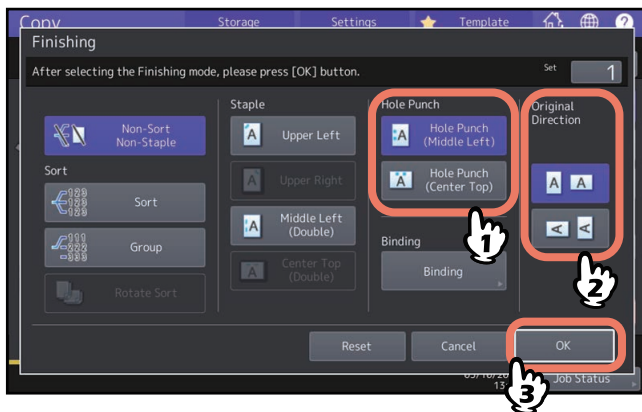 Copy
Storage
Settings
Template
?
Finishing
After selecting the Finishing mode, please press [OK] button.
Set
1
Non-Sort
Non-Staple
Sort
Sort
Group
Rotate Sort
Staple
Upper Left
Upper Right
Middle Left
(Double)
Center Top
(Double)
Hole Punch
Hole Punch
(Middle Left)
Hole Punch
(Center Top)
1
Binding
Binding
Original
Direction
2
Reset
Cancel
OK
3
Job Status